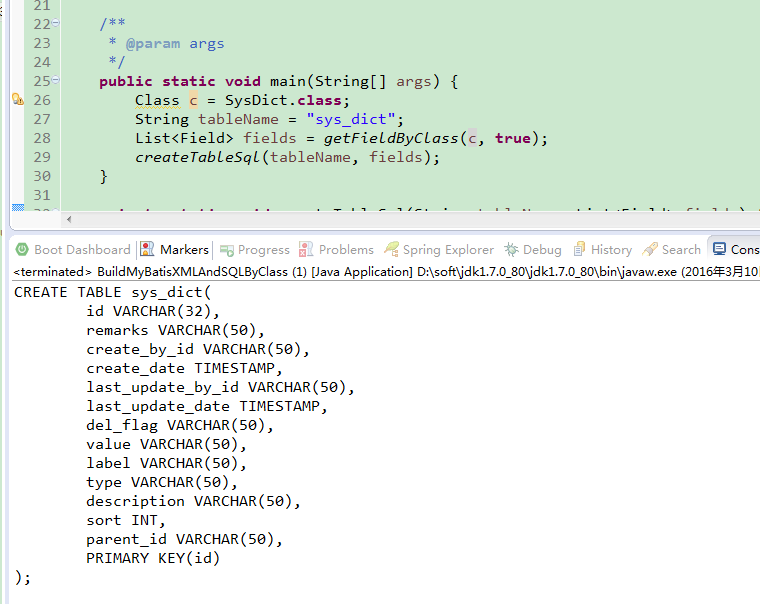 21
22 /**
23 * @param args
24 */
25 public static void main(String[] args) {
26 Class c = SysDict.class;
27 String tableName = "sys_dict";
28 List<Field> fields = getFieldByClass(c, true);
29 createTableSql(tableName, fields);
30 }
31
Boot Dashboard Markers Progress Problems Spring Explorer Debug History Search Cons
<terminated> BuildMyBatisXMLAndSQLByClass (1) [Java Application] D:\soft\jdk1.7.0_80\jdk1.7.0_80\bin\javaw.exe (2016年3月10
CREATE TABLE sys_dict(
id VARCHAR(32),
remarks VARCHAR(50),
create_by_id VARCHAR(50),
create_date TIMESTAMP,
last_update_by_id VARCHAR(50),
last_update_date TIMESTAMP,
del_flag VARCHAR(50),
value VARCHAR(50),
label VARCHAR(50),
type VARCHAR(50),
description VARCHAR(50),
sort INT,
parent_id VARCHAR(50),
PRIMARY KEY(id)
);